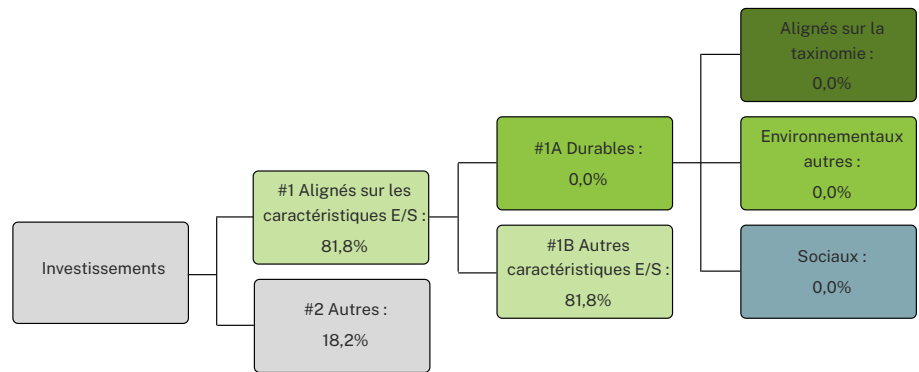 Investissements
#1 Alignés sur les
caractéristiques E/S :
81,8%
#2 Autres :
18,2%
#1A Durables :
0,0%
#1B Autres
caractéristiques E/S :
81,8%
Alignés sur la
taxinomie :
0,0%
Environnementaux
autres :
0,0%
Sociaux :
0,0%